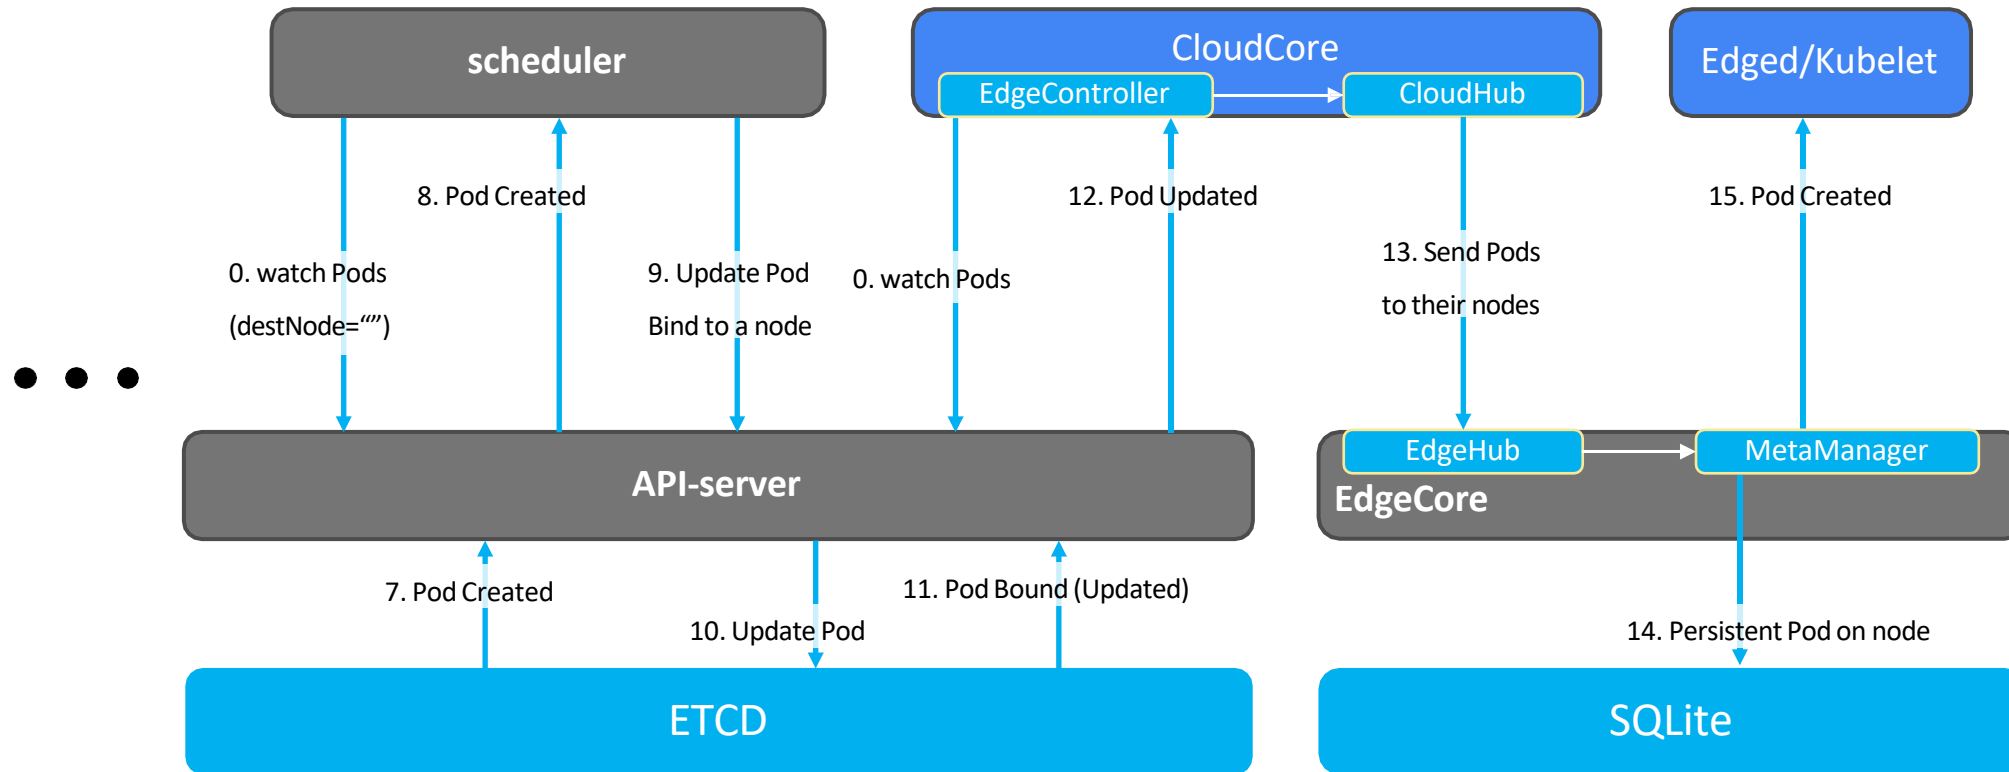 scheduler
CloudCore
EdgeController
CloudHub
Edged/Kubelet
8. Pod Created
12. Pod Updated
15. Pod Created
0. watch Pods
(destNode=“”)
9. Update Pod
Bind to a node
0. watch Pods
13. Send Pods
to their nodes
API-server
EdgeHub
MetaManager
EdgeCore
7. Pod Created
10. Update Pod
11. Pod Bound (Updated)
14. Persistent Pod on node
ETCD
SQLite